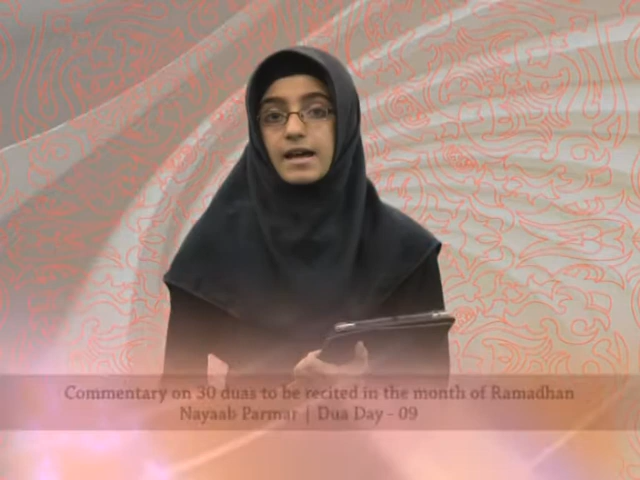 Commentary on 30 duas to be recited in the month of Ramadhan
Nayaab Parmar | Dua Day - 09